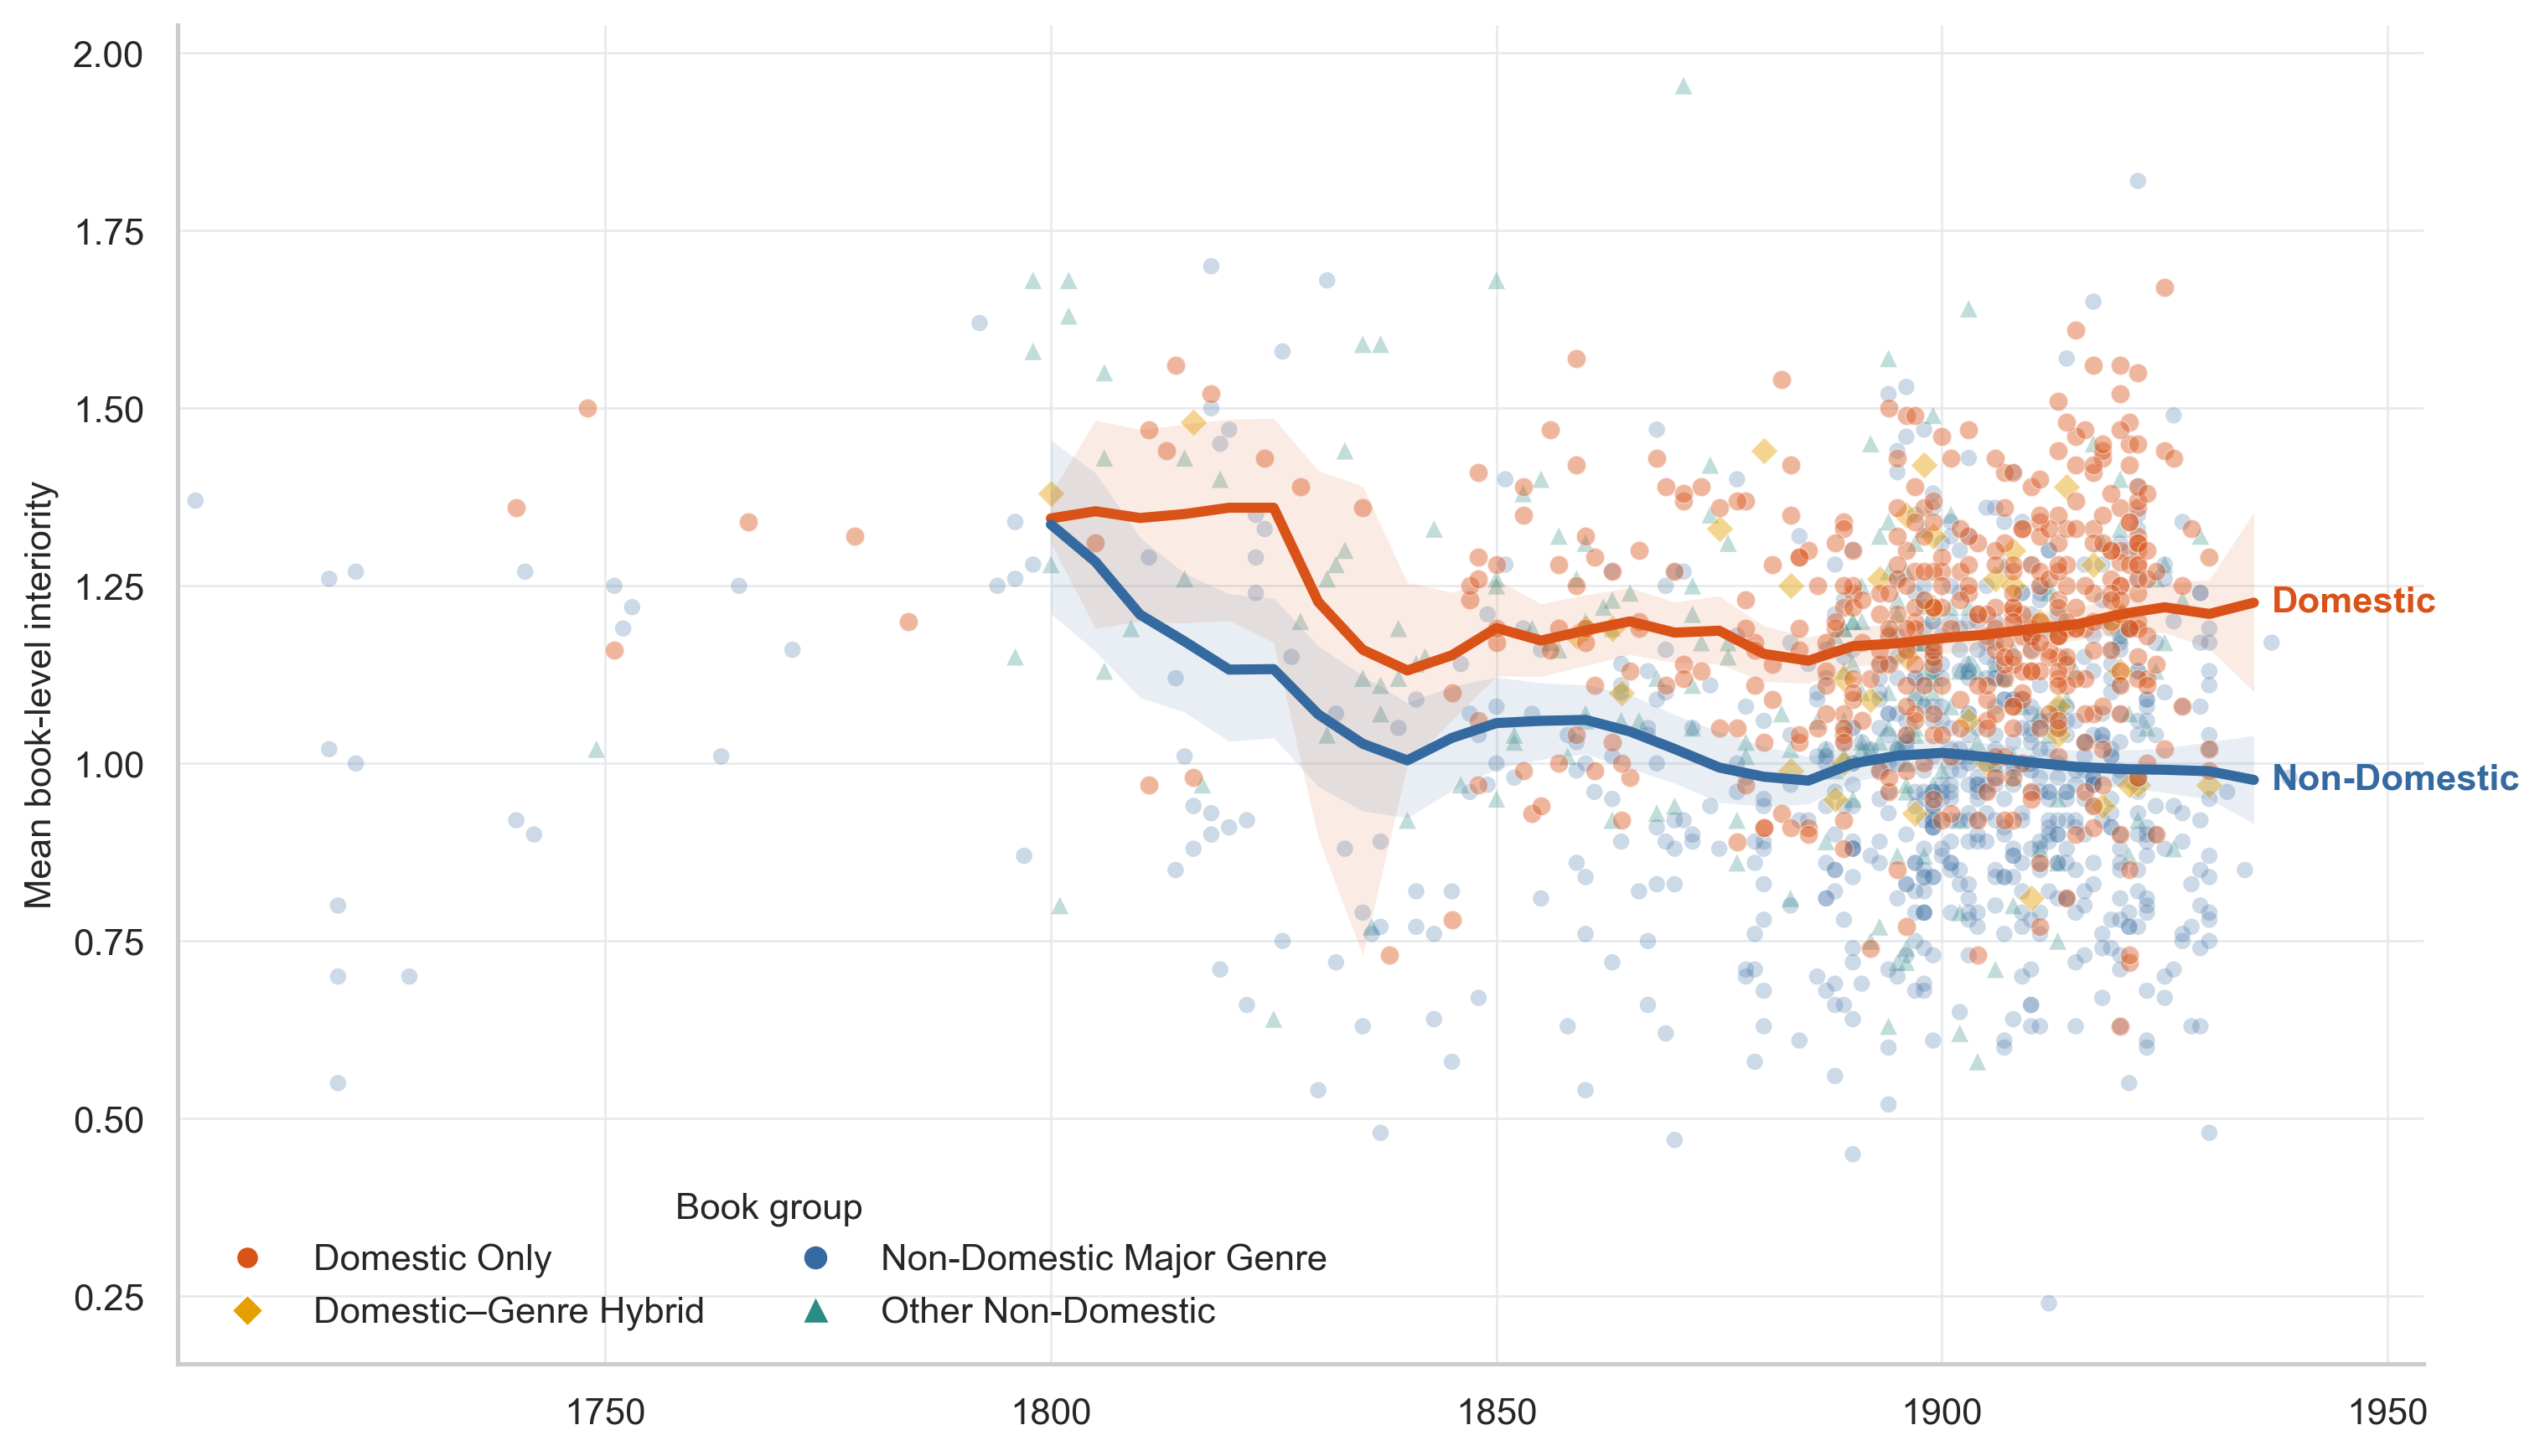 2.00
1.75
1.50
1.25
1.00
0.75
0.50
0.25
Mean book-level interiority
Domestic
Non-Domestic
Book group
Domestic Only
Non-Domestic Major Genre
Domestic–Genre Hybrid
Other Non-Domestic
1750
1800
1850
1900
1950